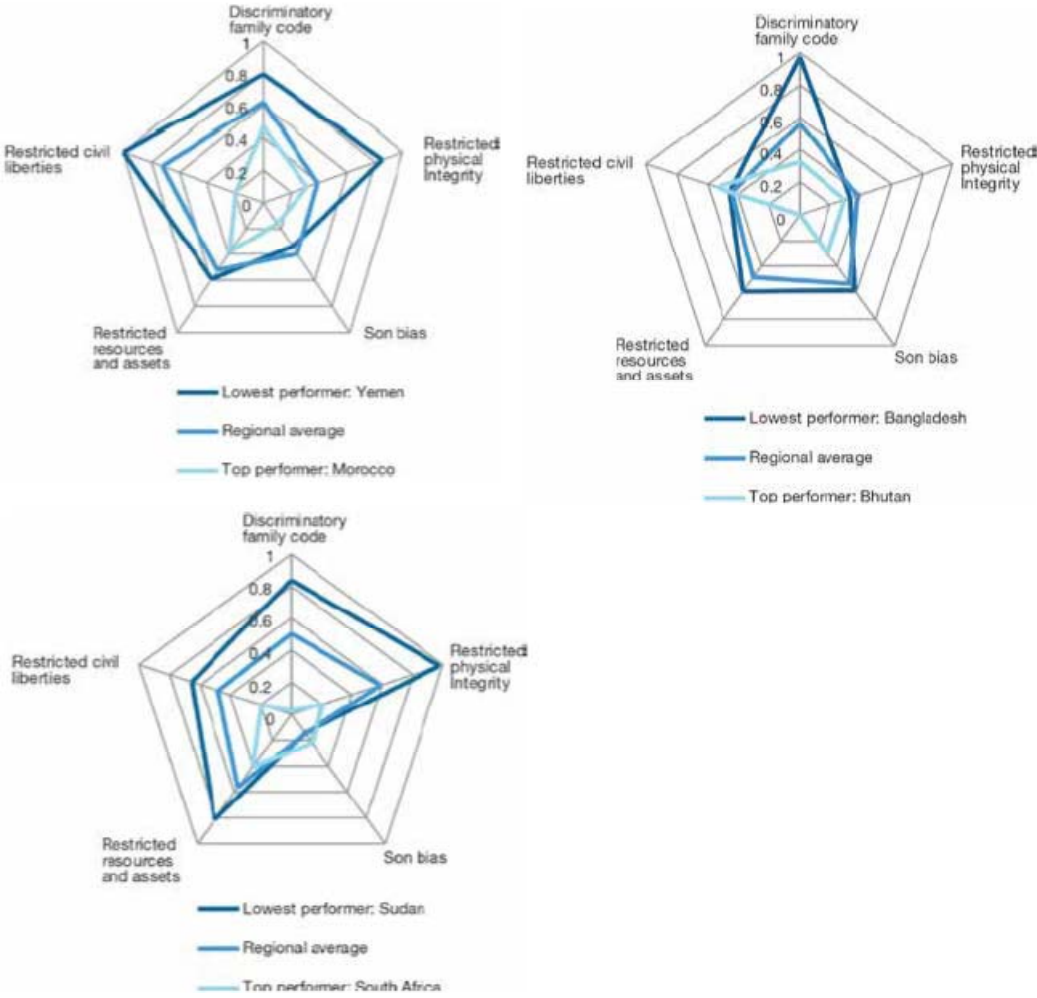 Discriminatory
family code
1
0.8
0.6
0.4
0.2
0
Restricted civil
liberties
Restricted
physical
Integrity
Restricted
resources
and assets
Son bias
Lowest performer: Yemen
Regional average
Top performer: Morocco
Discriminatory
family code
1
0.8
0.6
0.4
0.2
0
Restricted civil
liberties
Restricted
physical
Integrity
Restricted
resources
and assets
Son bias
Lowest performer: Bangladesh
Regional average
Top performer: Bhutan
Discriminatory
family code
1
0.8
0.6
0.4
0.2
0
Restricted civil
liberties
Restricted
physical
Integrity
Restricted
resources
and assets
Son bias
Lowest performer: Sudan
Regional average
Top performer: South Africa